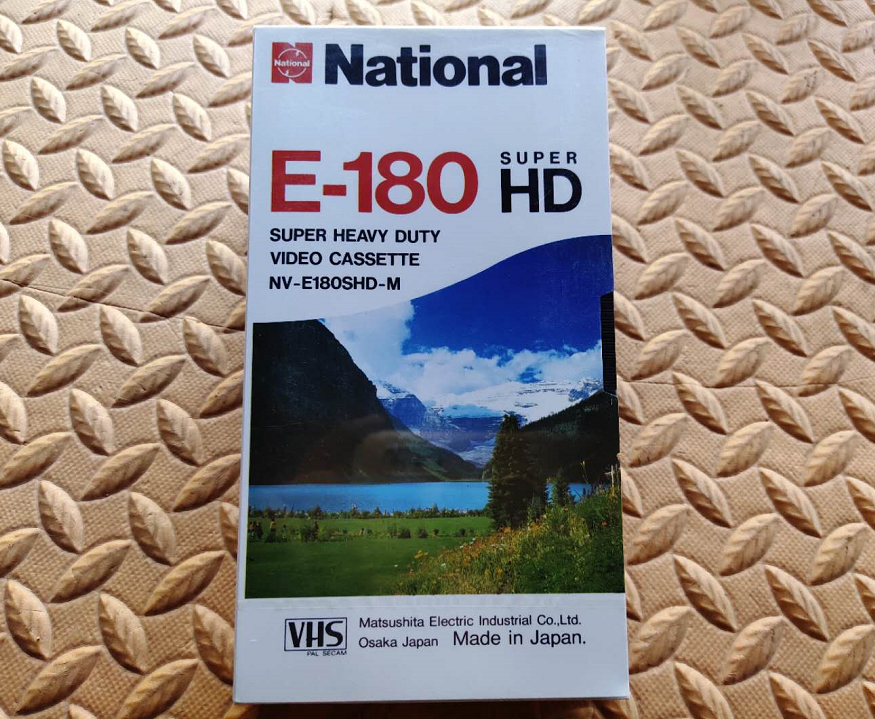 National
National
E-180
SUPER
HD
SUPER HEAVY DUTY
VIDEO CASSETTE
NV-E180SHD-M
VHS
PAL SECAM
Matsushita Electric Industrial Co.,Ltd.
Osaka Japan Made in Japan.